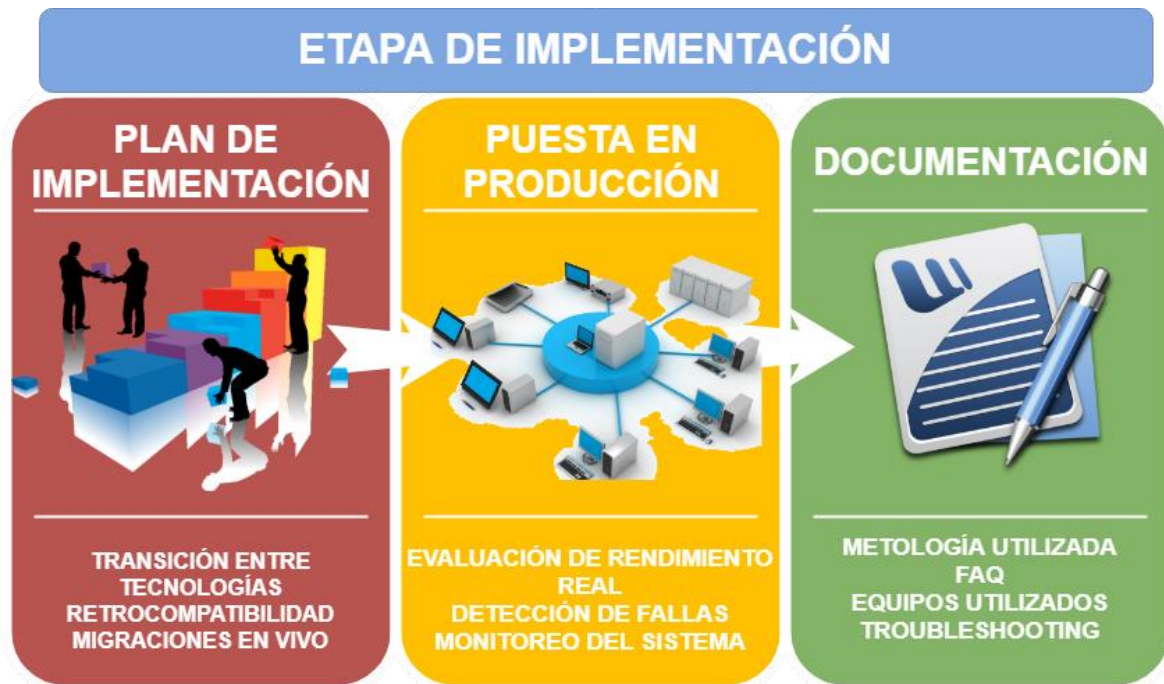 ETAPA DE IMPLEMENTACIÓN
PLAN DE
IMPLEMENTACIÓN
TRANSICIÓN ENTRE
TECNOLOGÍAS
RETROCOMPATIBILIDAD
MIGRACIONES EN VIVO
PUESTA EN
PRODUCCIÓN
EVALUACIÓN DE RENDIMIENTO
REAL
DETECCIÓN DE FALLAS
MONITOREO DEL SISTEMA
DOCUMENTACIÓN
METOLOGÍA UTILIZADA
FAQ
EQUIPOS UTILIZADOS
TROUBLESHOOTING